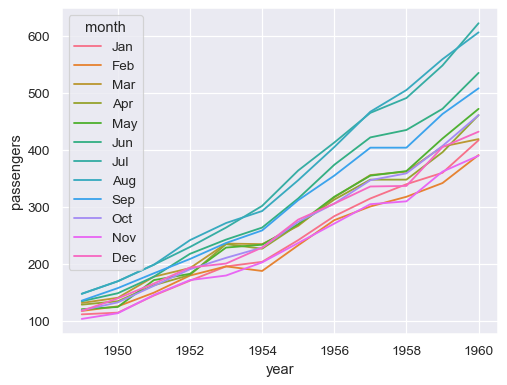 month
Jan
Feb
Mar
Apr
May
Jun
Jul
Aug
Sep
Oct
Nov
Dec
600
500
400
300
200
100
passengers
1950 1952 1954 1956 1958 1960
year